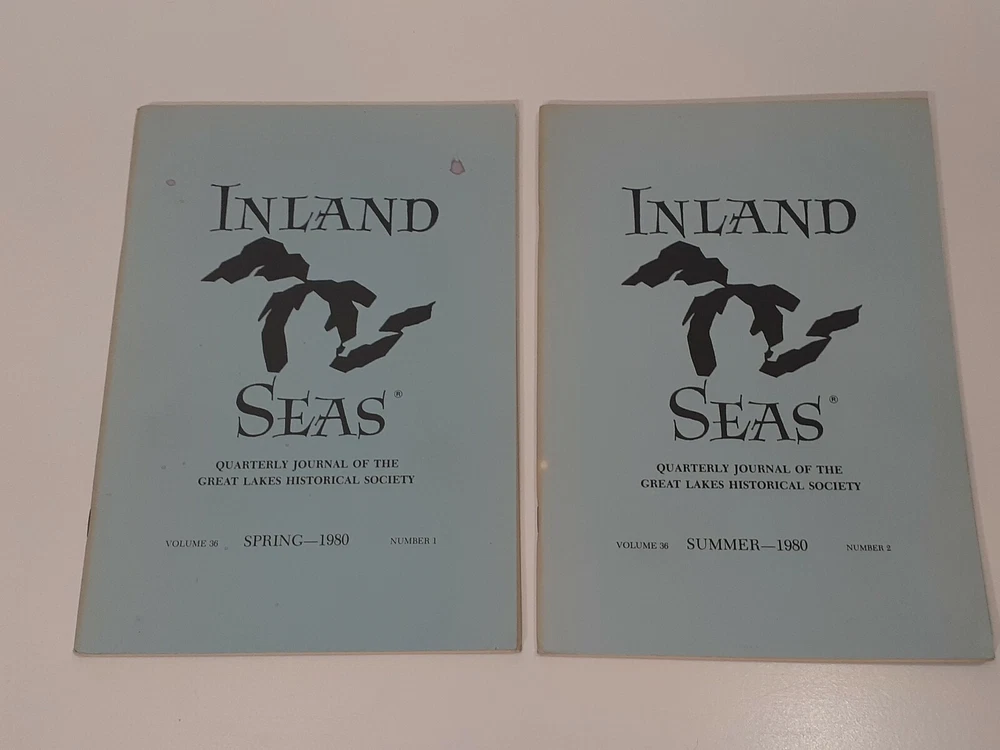 INLAND
SEAS®
QUARTERLY JOURNAL OF THE
GREAT LAKES HISTORICAL SOCIETY
VOLUME 36 SPRING—1980 NUMBER 1
INLAND
SEAS®
QUARTERLY JOURNAL OF THE
GREAT LAKES HISTORICAL SOCIETY
VOLUME 36 SUMMER—1980 NUMBER 2